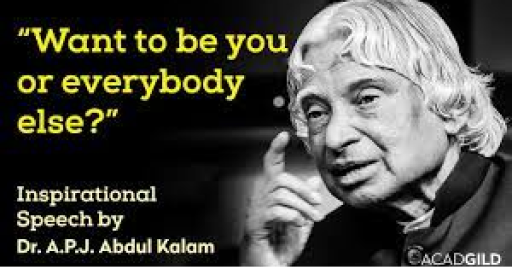 “Want to be you
or everybody
else?”
Inspirational
Speech by
Dr. A.P.J. Abdul Kalam
ACADGILD